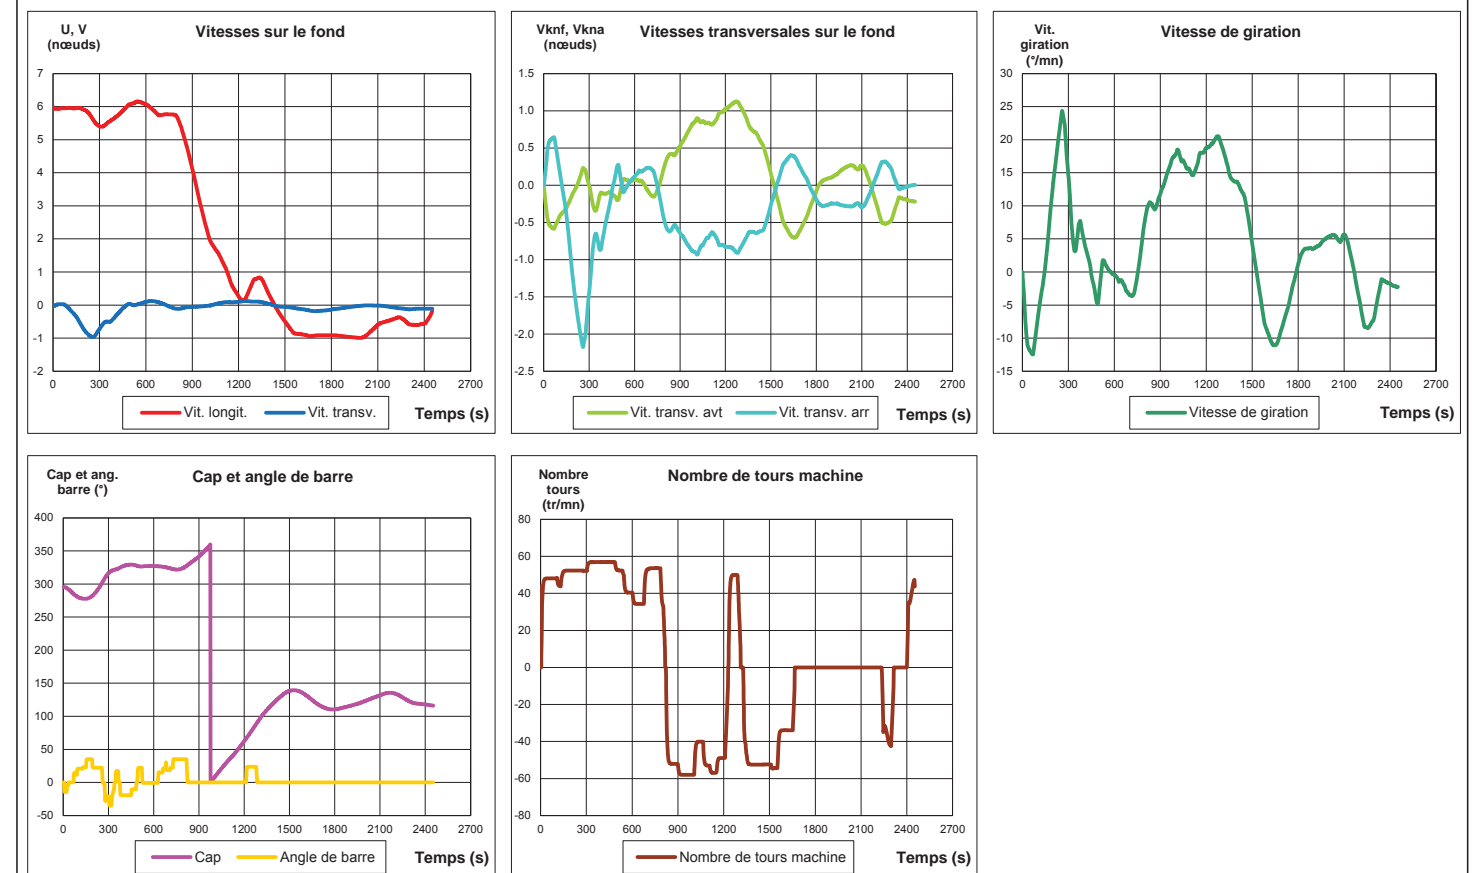 U, V
(nœuds)
Vitesses sur le fond
7
6
5
4
3
2
1
0
-1
-2
0 300 600 900 1200 1500 1800 2100 2400 2700
Vit. longit. Vit. transv.
Temps (s)
Vknf, Vkna
(nœuds)
Vitesses transversales sur le fond
1.5
1.0
0.5
0.0
-0.5
-1.0
-1.5
-2.0
-2.5
0 300 600 900 1200 1500 1800 2100 2400 2700
Vit. transv. avt Vit. transv. arr
Temps (s)
Vit.
giration
(°/mn)
Vitesse de giration
30
25
20
15
10
5
0
-5
-10
-15
0 300 600 900 1200 1500 1800 2100 2400 2700
Vitesse de giration
Temps (s)
Cap et ang.
barre (°)
Cap et angle de barre
400
350
300
250
200
150
100
50
0
-50
0 300 600 900 1200 1500 1800 2100 2400 2700
Cap Angle de barre
Temps (s)
Nombre
tours
(tr/mn)
Nombre de tours machine
80
60
40
20
0
-20
-40
-60
-80
0 300 600 900 1200 1500 1800 2100 2400 2700
Nombre de tours machine
Temps (s)